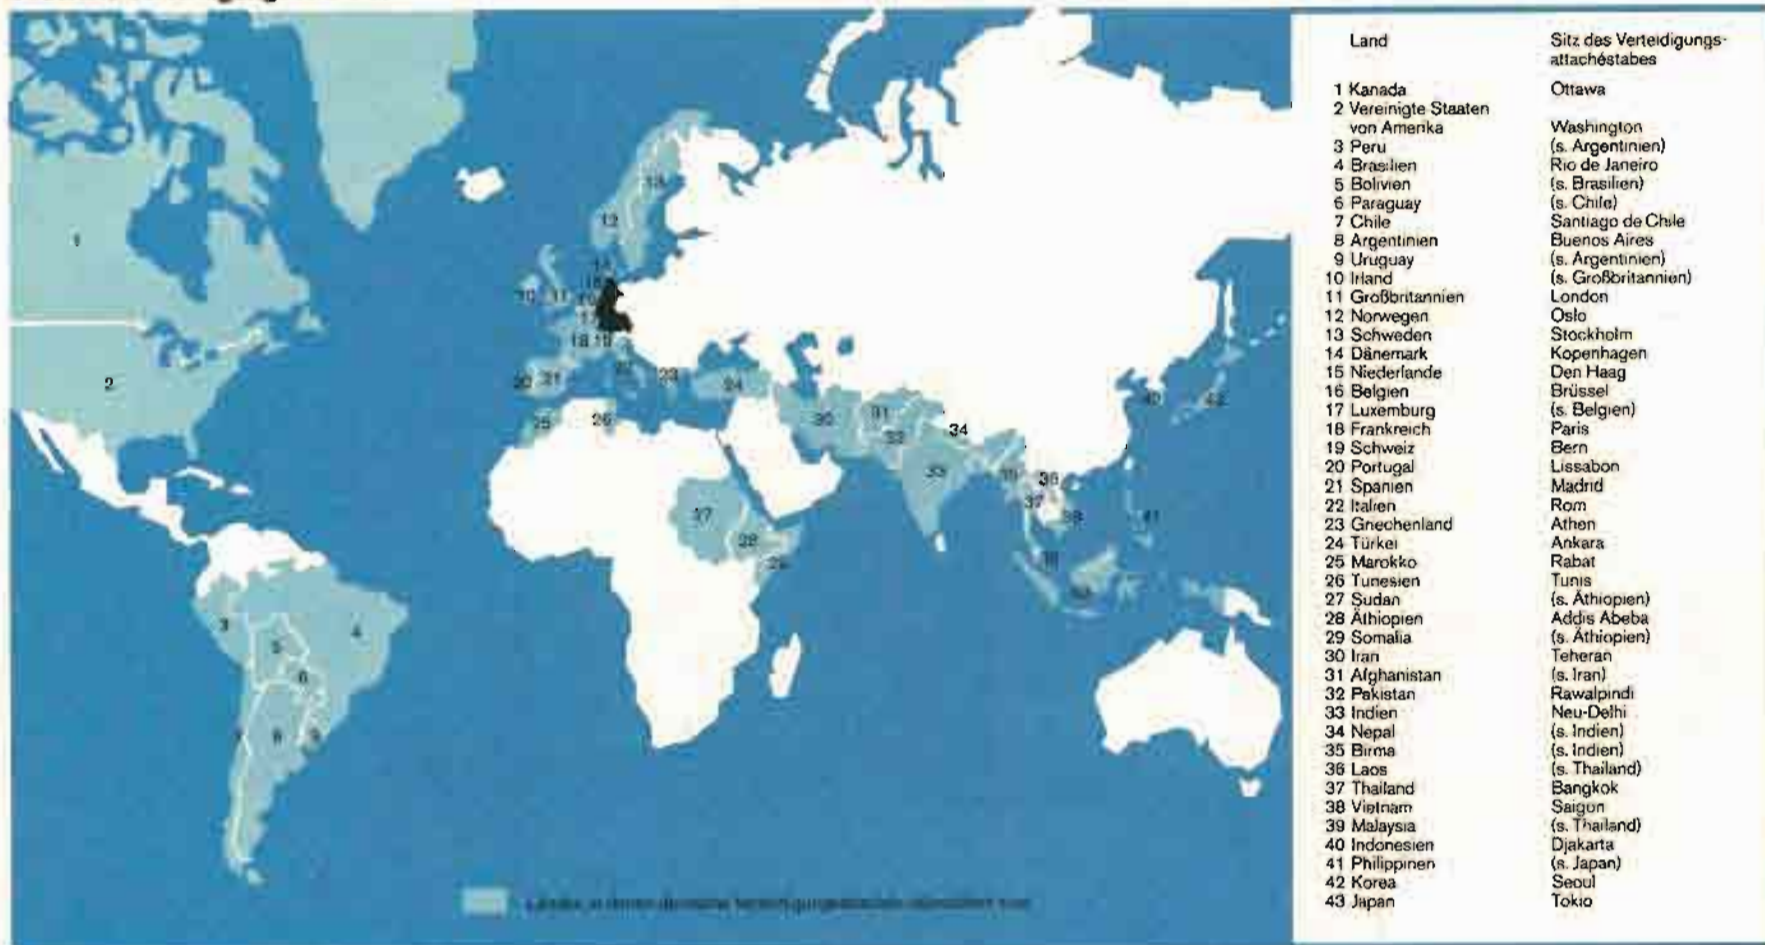 Land Sitz des Verteidigungs-
attachéstabes
1 Kanada Ottawa
2 Vereinigte Staaten
von Amerika Washington
3 Peru (s. Argentinien)
4 Brasilien Rio de Janeiro
5 Bolivien (s. Brasilien)
6 Paraguay (s. Chile)
7 Chile Santiago de Chile
8 Argentinien Buenos Aires
9 Uruguay (s. Argentinien)
10 Irland (s. Großbritannien)
11 Großbritannien London
12 Norwegen Oslo
13 Schweden Stockholm
14 Dänemark Kopenhagen
15 Niederlande Den Haag
16 Belgien Brüssel
17 Luxemburg (s. Belgien)
18 Frankreich Paris
19 Schweiz Bern
20 Portugal Lissabon
21 Spanien Madrid
22 Italien Rom
23 Griechenland Athen
24 Türkei Ankara
25 Marokko Rabat
26 Tunesien Tunis
27 Sudan (s. Äthiopien)
28 Äthiopien Addis Abeba
29 Somalia (s. Äthiopien)
30 Iran Teheran
31 Afghanistan (s. Iran)
32 Pakistan Rawalpindi
33 Indien Neu-Delhi
34 Nepal (s. Indien)
35 Birma (s. Indien)
36 Laos (s. Thailand)
37 Thailand Bangkok
38 Vietnam Saigon
39 Malaysia (s. Thailand)
40 Indonesien Djakarta
41 Philippinen (s. Japan)
42 Korea Seoul
43 Japan Tokio
1
2
3
4
5
6
8
12
18
21
23
24
25
26
27
28
30
31
32
33
34
36
37
38
41